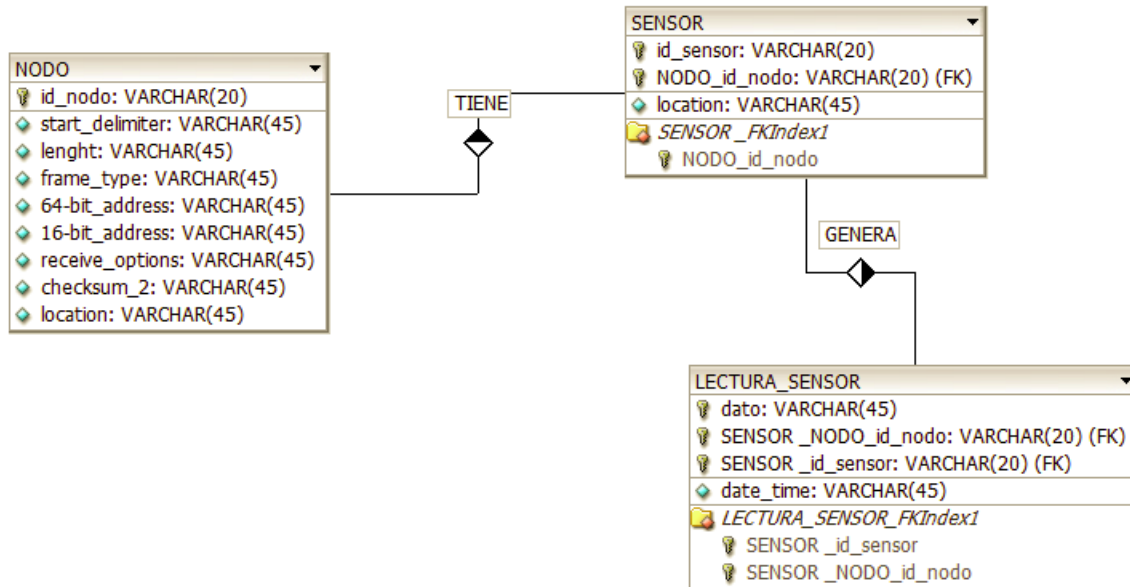 NODO
id_nodo: VARCHAR(20)
start_delimiter: VARCHAR(45)
lenght: VARCHAR(45)
frame_type: VARCHAR(45)
64-bit_address: VARCHAR(45)
16-bit_address: VARCHAR(45)
receive_options: VARCHAR(45)
checksum_2: VARCHAR(45)
location: VARCHAR(45)
TIENE
SENSOR
id_sensor: VARCHAR(20)
NODO_id_nodo: VARCHAR(20) (FK)
location: VARCHAR(45)
SENSOR _FKIndex1
NODO_id_nodo
GENERA
LECTURA_SENSOR
dato: VARCHAR(45)
SENSOR _NODO_id_nodo: VARCHAR(20) (FK)
SENSOR _id_sensor: VARCHAR(20) (FK)
date_time: VARCHAR(45)
LECTURA_SENSOR_FKIndex1
SENSOR _id_sensor
SENSOR _NODO_id_nodo